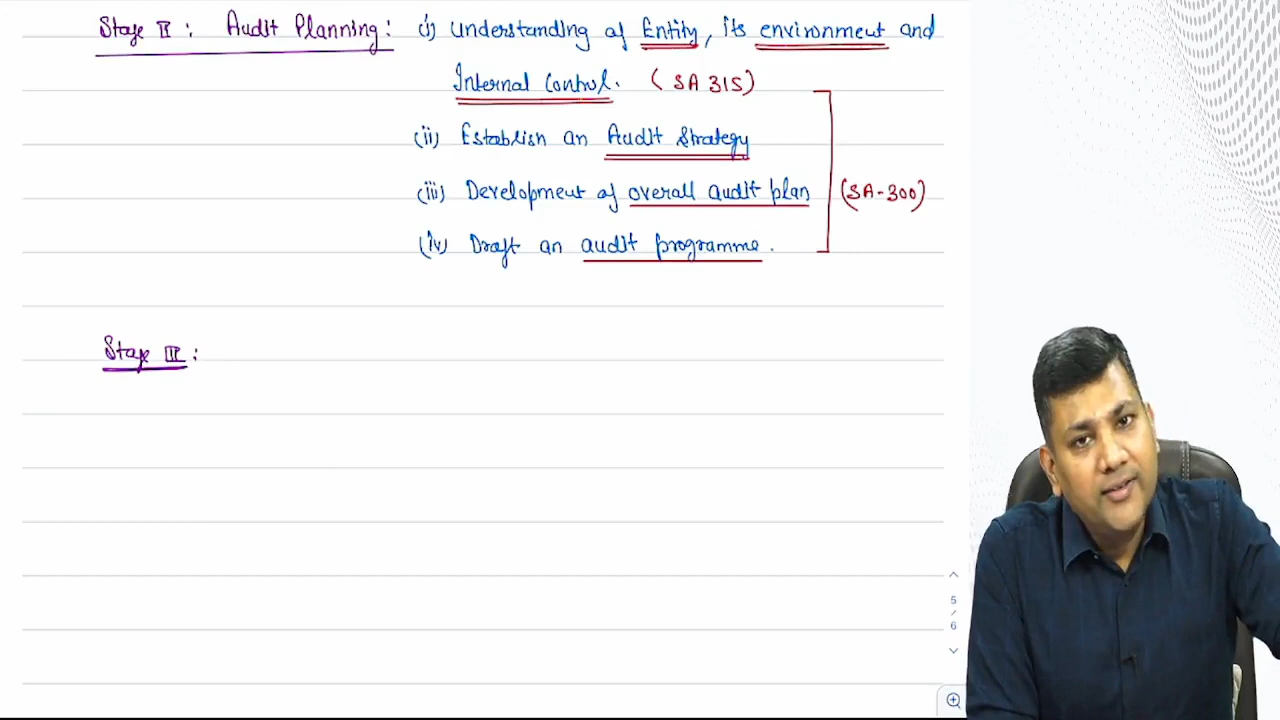 Stage II : Audit Planning : (i) Understanding of Entity, its environment and
Internal Control. (SA 315)
(ii) Establish an Audit Strategy
(iii) Development of overall audit plan
(SA-300)
(iv) Draft an audit programme.
Stage III :
5
/
6